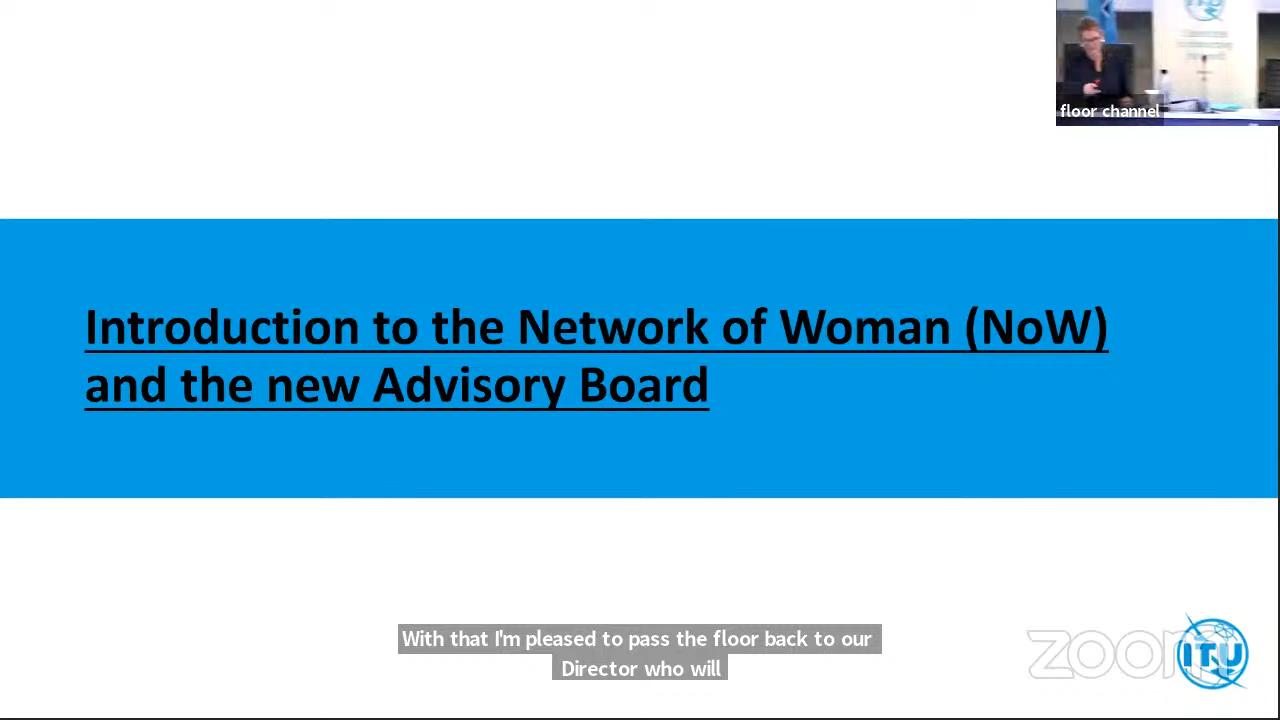 floor channel
Introduction to the Network of Woman (NoW)
and the new Advisory Board
With that I'm pleased to pass the floor back to our
Director who will
zoom
ITU